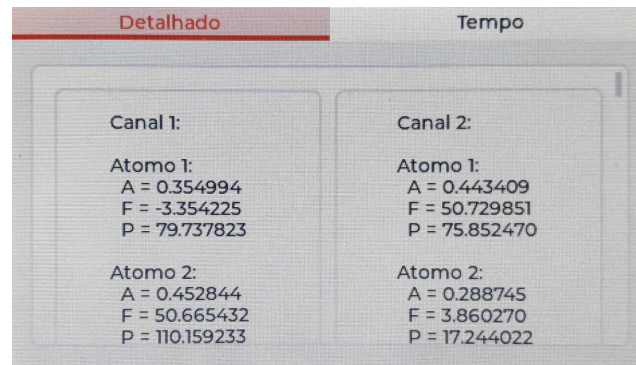 Detalhado
Tempo
Canal 1:
Atomo 1:
A = 0.354994
F = -3.354225
P = 79.737823
Atomo 2:
A = 0.452844
F = 50.665432
P = 110.159233
Canal 2:
Atomo 1:
A = 0.443409
F = 50.729851
P = 75.852470
Atomo 2:
A = 0.288745
F = 3.860270
P = 17.244022